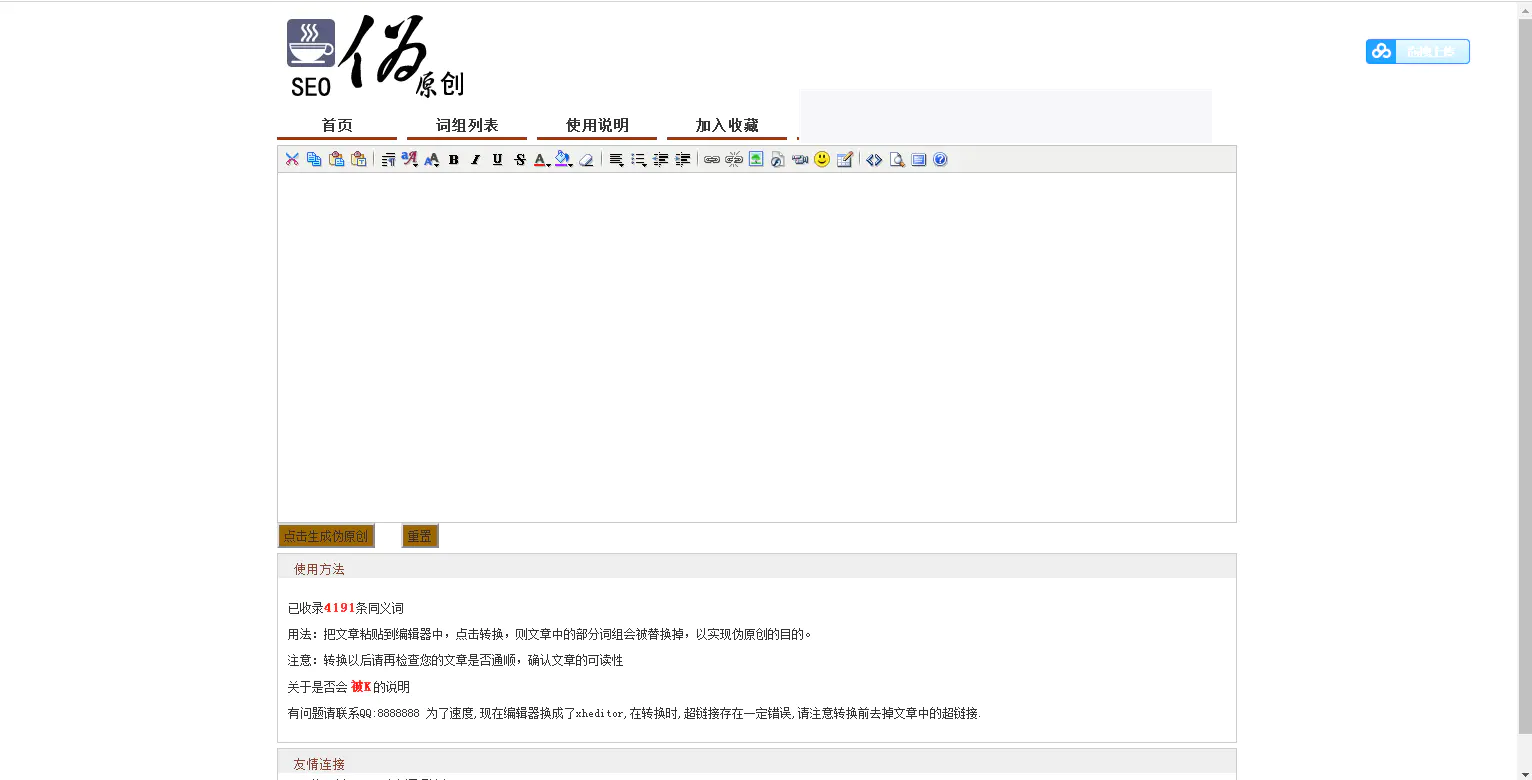 SEO 伪原创
首页 词组列表 使用说明 加入收藏
点击生成伪原创 重置
使用方法
已收录4191条同义词
用法：把文章粘贴到编辑器中，点击转换，则文章中的部分词组会被替换掉，以实现伪原创的目的。
注意：转换以后请再检查您的文章是否通顺，确认文章的可读性
关于是否会 被K 的说明
有问题请联系QQ:8888888 为了速度,现在编辑器换成了xheditor,在转换时,超链接存在一定错误,请注意转换前去掉文章中的超链接.
友情连接